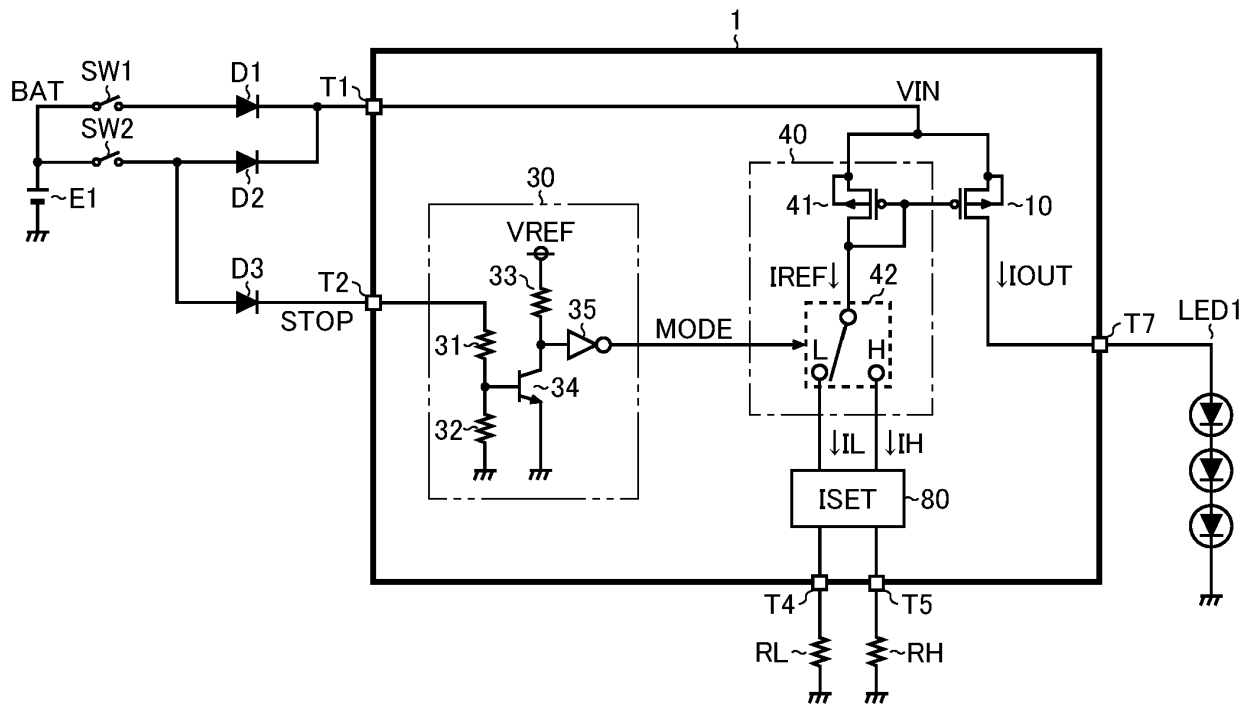 1
BAT
SW1
D1
T1
VIN
SW2
40
E1
D2
30
41
10
VREF
D3
T2
33
IREF↓
42
↓IOUT
STOP
35
MODE
T7
LED1
31
L
H
34
32
↓IL
↓IH
ISET
80
T4
T5
RL
RH